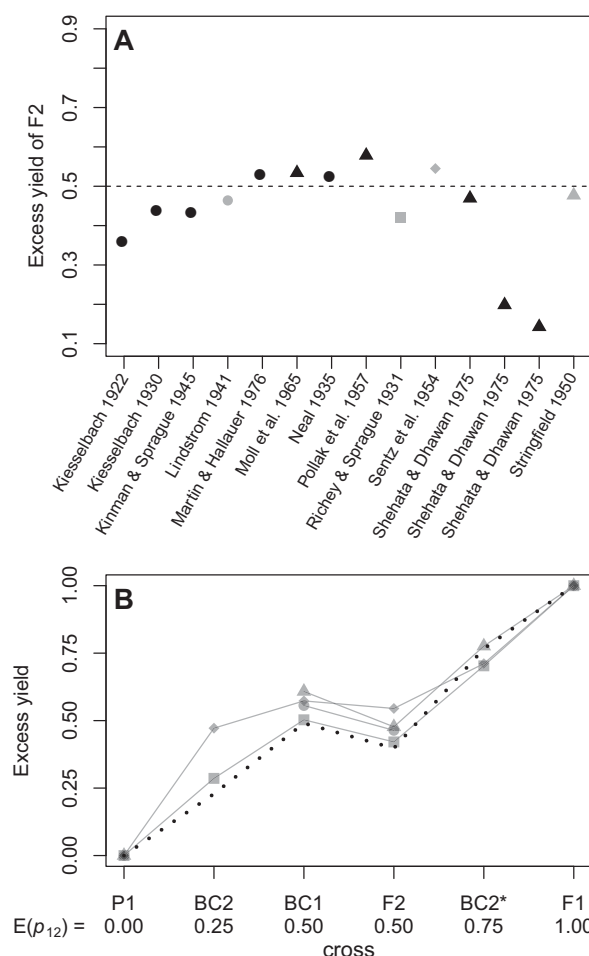 A
Excess yield of F2
0.9
0.7
0.5
0.3
0.1
Kiesselbach 1922
Kiesselbach 1930
Kinman & Sprague 1945
Lindstrom 1941
Martin & Hallauer 1976
Moll et al. 1965
Neal 1935
Pollak et al. 1957
Richey & Sprague 1931
Sentz et al. 1954
Shehata & Dhawan 1975
Shehata & Dhawan 1975
Shehata & Dhawan 1975
Stringfield 1950
B
Excess yield
1.00
0.75
0.50
0.25
0.00
P1 BC2 BC1 F2 BC2* F1
E(p12) = 0.00 0.25 0.50 0.50 0.75 1.00
cross